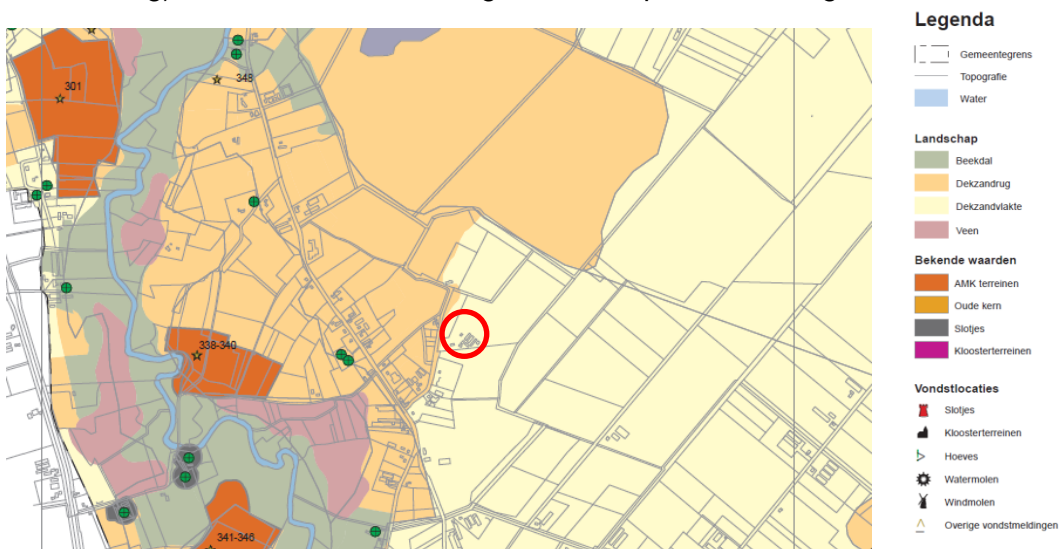 348
301
338-340
341-346
Legenda
Gemeentegrens
Topografie
Water
Landschap
Beekdal
Dekzandrug
Dekzandvlakte
Veen
Bekende waarden
AMK terreinen
Oude kern
Slotjes
Kloosterterreinen
Vondstlocaties
Slotjes
Kloosterterreinen
Hoeves
Watermolen
Windmolen
Overige vondstmeldingen